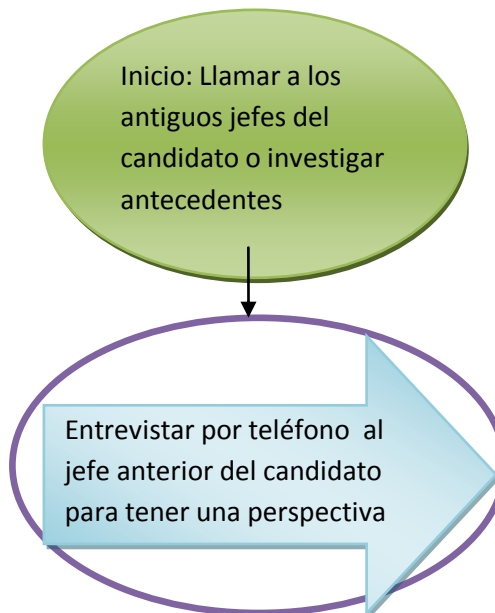 Inicio: Llamar a los
antiguos jefes del
candidato o investigar
antecedentes
Entrevistar por teléfono  al
jefe anterior del candidato
para tener una perspectiva